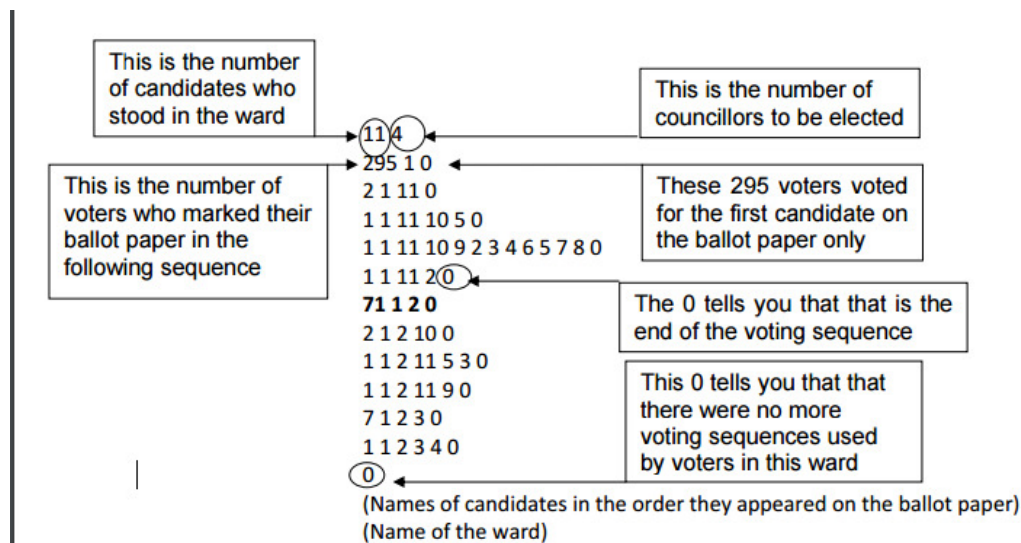 This is the number
of candidates who
stood in the ward
This is the number of
councillors to be elected
11 4
295 1 0
This is the number of
voters who marked their
ballot paper in the
following sequence
These 295 voters voted
for the first candidate on
the ballot paper only
2 1 11 0
1 1 11 10 5 0
1 1 11 10 9 2 3 4 6 5 7 8 0
1 1 11 2 0
71 1 2 0
The 0 tells you that that is the
end of the voting sequence
2 1 2 10 0
1 1 2 11 5 3 0
1 1 2 11 9 0
7 1 2 3 0
1 1 2 3 4 0
0
This 0 tells you that that
there were no more
voting sequences used
by voters in this ward
(Names of candidates in the order they appeared on the ballot paper)
(Name of the ward)